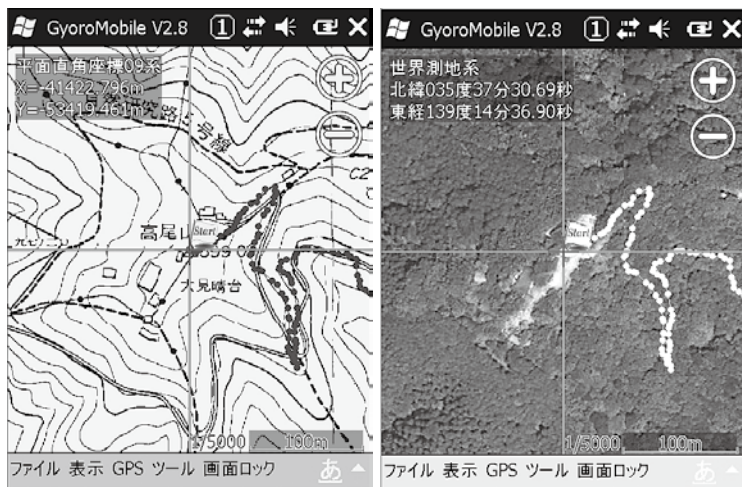 GyoroMobile V2.8
平面直角座標09系
X=-41422.796m
Y=-53419.461m
号線
C2
高尾山
Start
大見晴台
1/5000
100m
ファイル 表示 GPS ツール 画面ロック あ
GyoroMobile V2.8
世界測地系
北緯035度37分30.69秒
東経139度14分36.90秒
Start
1/5000
100m
ファイル 表示 GPS ツール 画面ロック あ